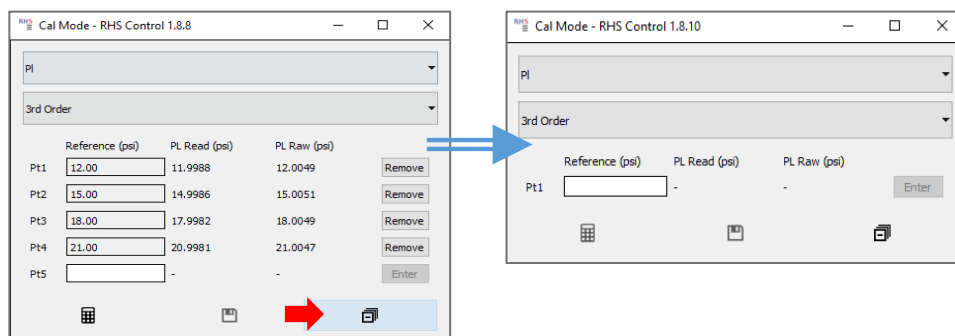 RHS Cal Mode - RHS Control 1.8.8
Pl
3rd Order
Reference (psi) PL Read (psi) PL Raw (psi)
Pt1 12.00 11.9988 12.0049 Remove
Pt2 15.00 14.9986 15.0051 Remove
Pt3 18.00 17.9982 18.0049 Remove
Pt4 21.00 20.9981 21.0047 Remove
Pt5 - - Enter
RHS Cal Mode - RHS Control 1.8.10
Pl
3rd Order
Reference (psi) PL Read (psi) PL Raw (psi)
Pt1 - - Enter